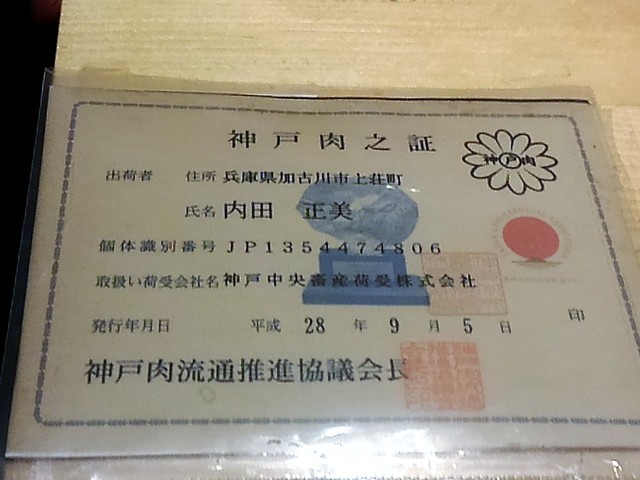 神戸肉之証
神戸肉
出荷者 住所 兵庫県加古川市上荘町
氏名 内田 正美
個体識別番号 JP1354474806
取扱い荷受会社名 神戸中央畜産荷受株式会社
発行年月日 平成 28 年 9 月 5 日 印
神戸肉流通推進協議会長